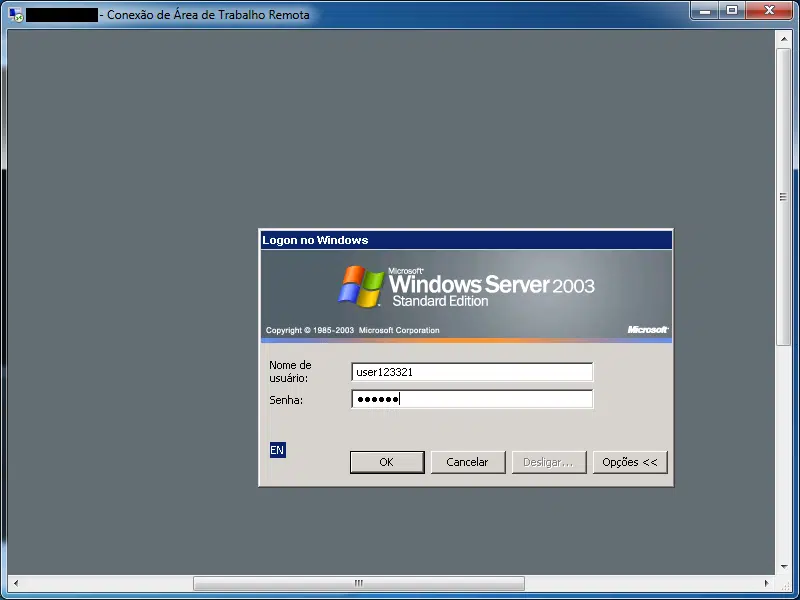 - Conexão de Área de Trabalho Remota
Logon no Windows
Microsoft®
Windows Server 2003
Standard Edition
Copyright © 1985-2003 Microsoft Corporation
Microsoft®
Nome de
usuário:
user123321
Senha:
●●●●●●
EN
OK
Cancelar
Desligar...
Opções <<